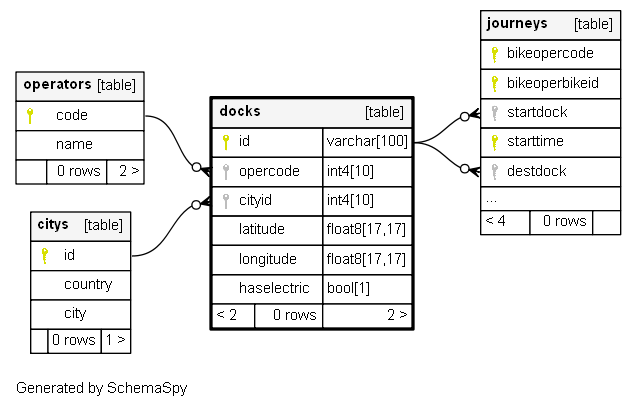 operators [table]
code
name
0 rows 2 >
citys [table]
id
country
city
0 rows 1 >
docks [table]
id varchar[100]
opercode int4[10]
cityid int4[10]
latitude float8[17,17]
longitude float8[17,17]
haselectric bool[1]
< 2 0 rows 2 >
journeys [table]
bikeopercode
bikeoperbikeid
startdock
starttime
destdock
...
< 4 0 rows
Generated by SchemaSpy